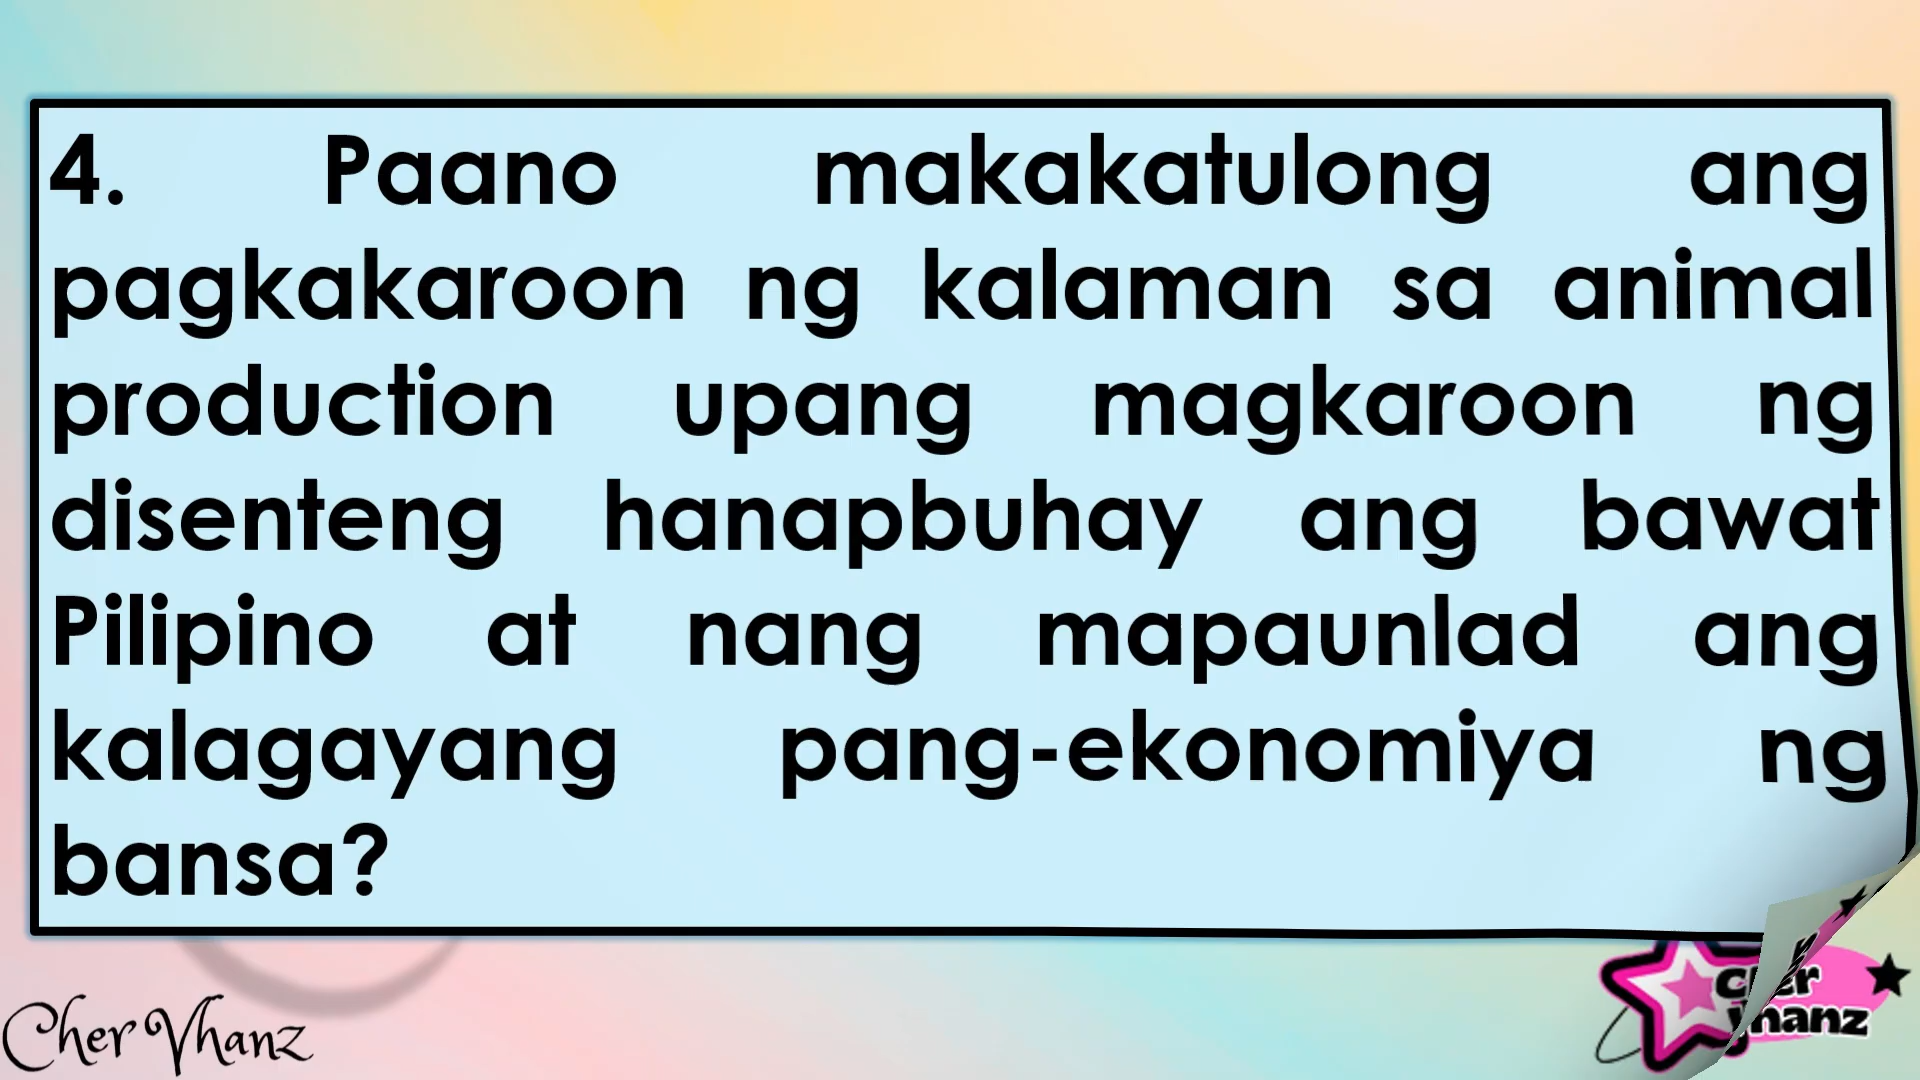 4. Paano makakatulong ang
pagkakaroon ng kalaman sa animal
production upang magkaroon ng
disenteng hanapbuhay ang bawat
Pilipino at nang mapaunlad ang
kalagayang pang-ekonomiya ng
bansa?
Cher Vhanz